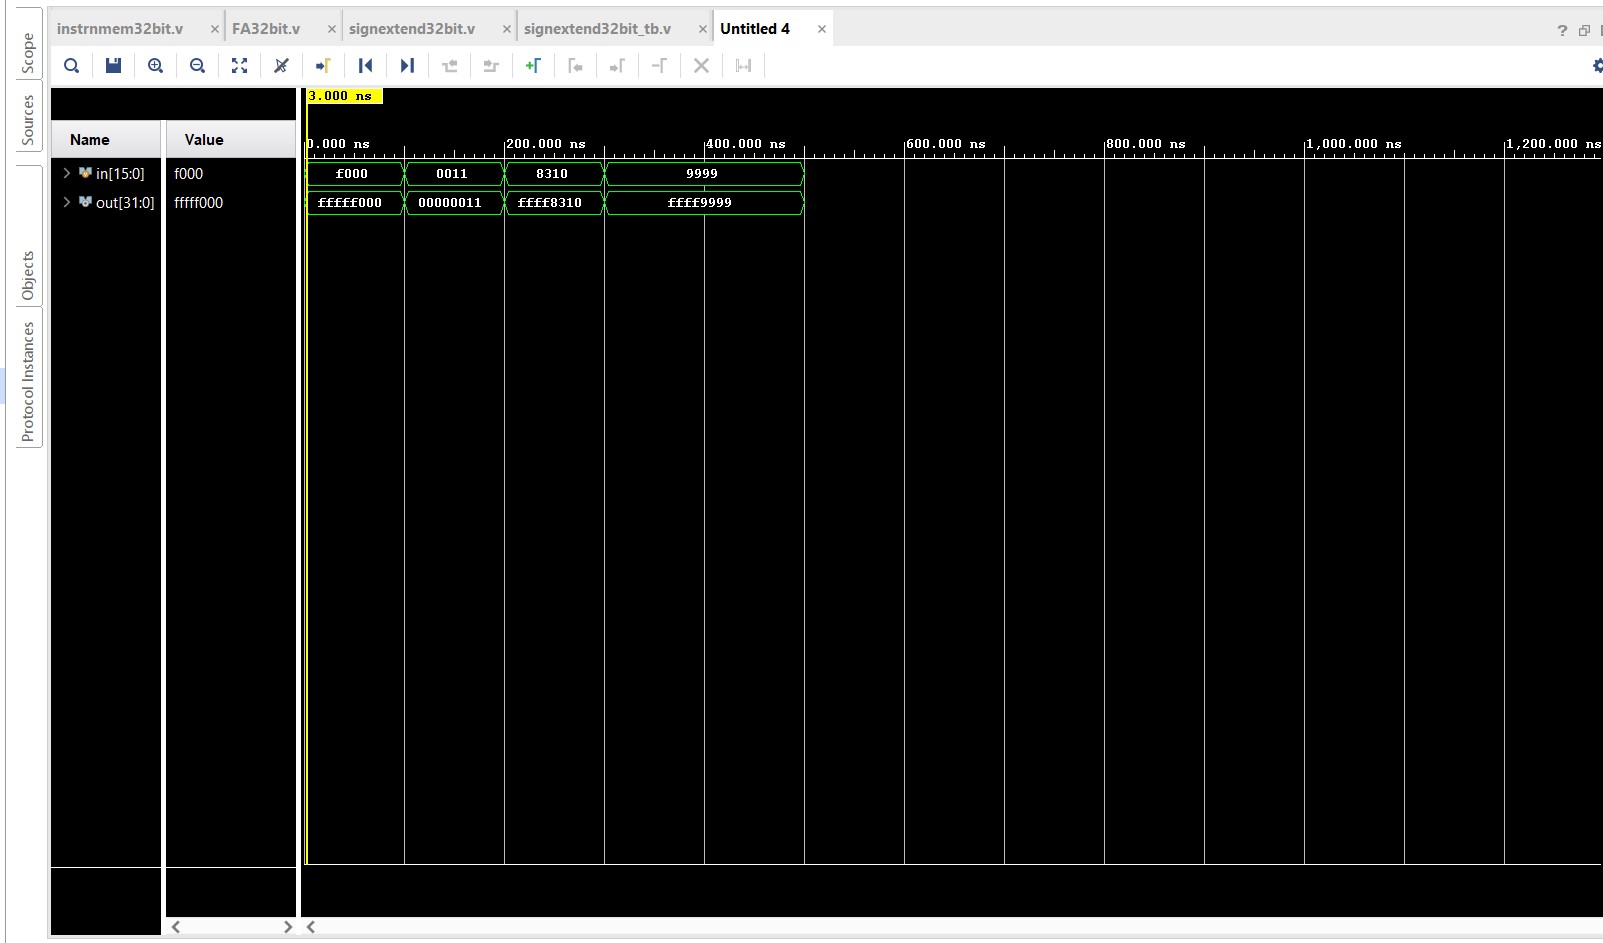 instrnmem32bit.v × FA32bit.v × signextend32bit.v × signextend32bit_tb.v × Untitled 4 ×
?
Scope
Sources
Objects
Protocol Instances
3.000 ns
Name Value
0.000 ns 200.000 ns 400.000 ns 600.000 ns 800.000 ns 1,000.000 ns 1,200.000 ns
in[15:0] f000 f000 0011 8310 9999
out[31:0] fffff000 fffff000 00000011 ffff8310 ffff9999